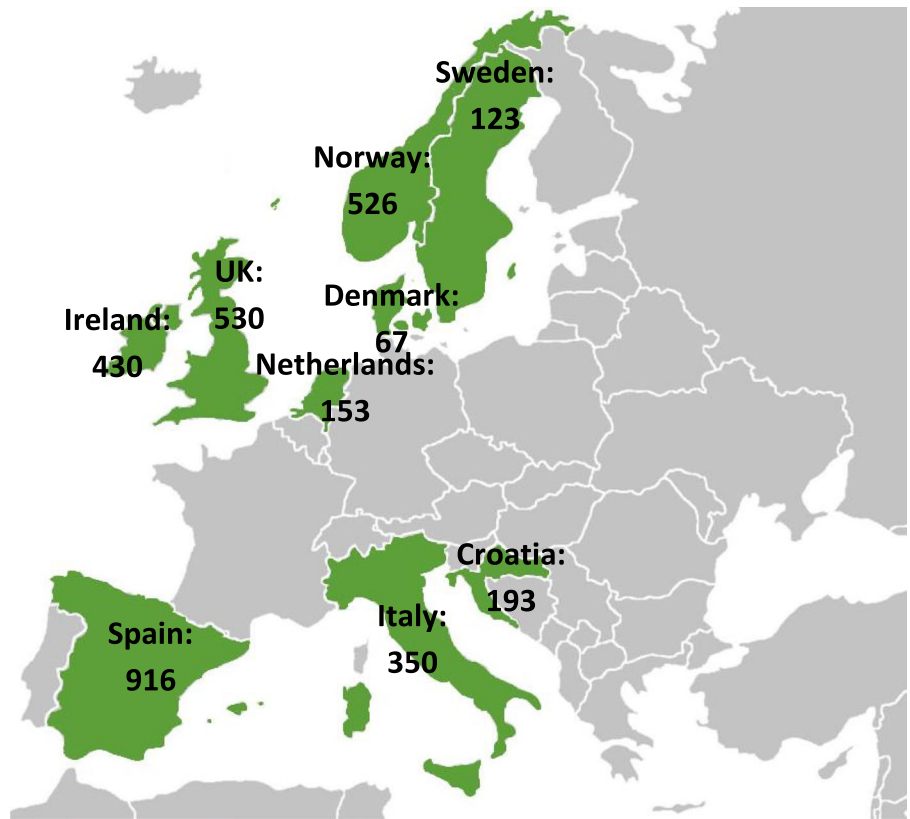 Sweden:
123
Norway:
526
UK:
530
Denmark:
67
Ireland:
430
Netherlands:
153
Croatia:
193
Italy:
350
Spain:
916